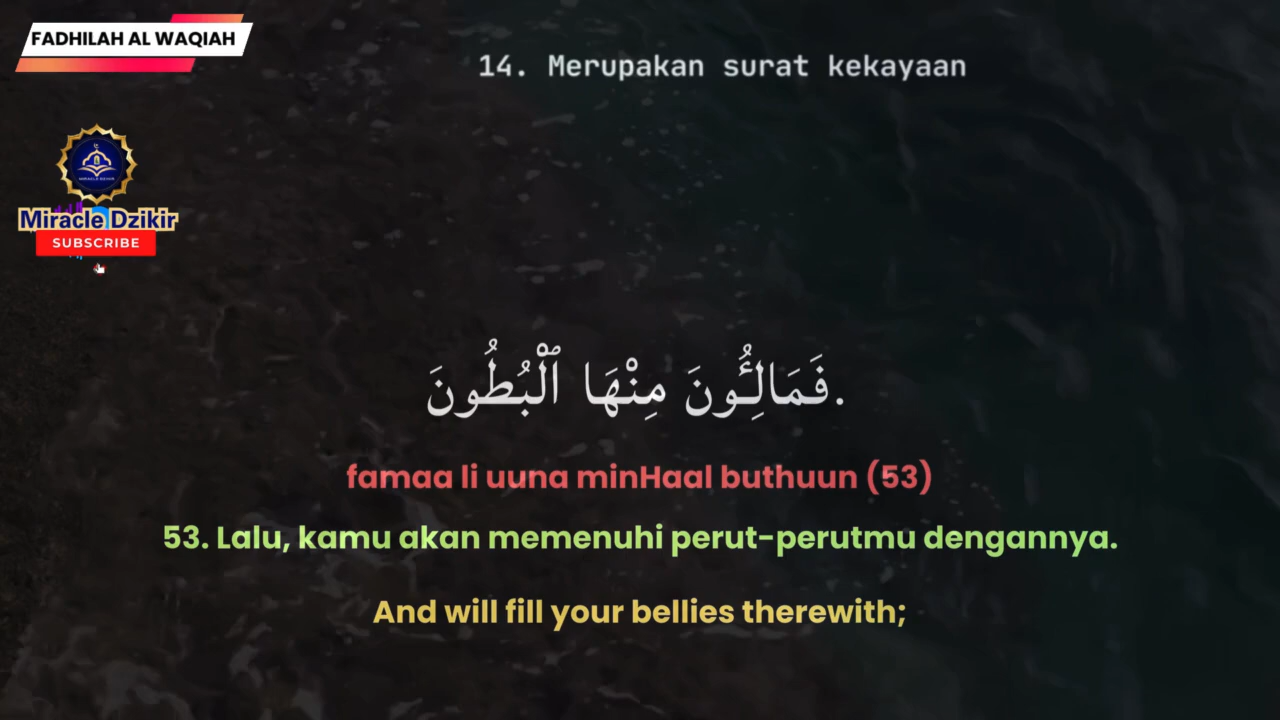 FADHILAH AL WAQIAH
14. Merupakan surat kekayaan
Miracle Dzikir
SUBSCRIBE
فَمَالِـُٔونَ مِنْهَا ٱلْبُطُونَ.
famaa li uuna minHaal buthuun (53)
53. Lalu, kamu akan memenuhi perut-perutmu dengannya.
And will fill your bellies therewith;